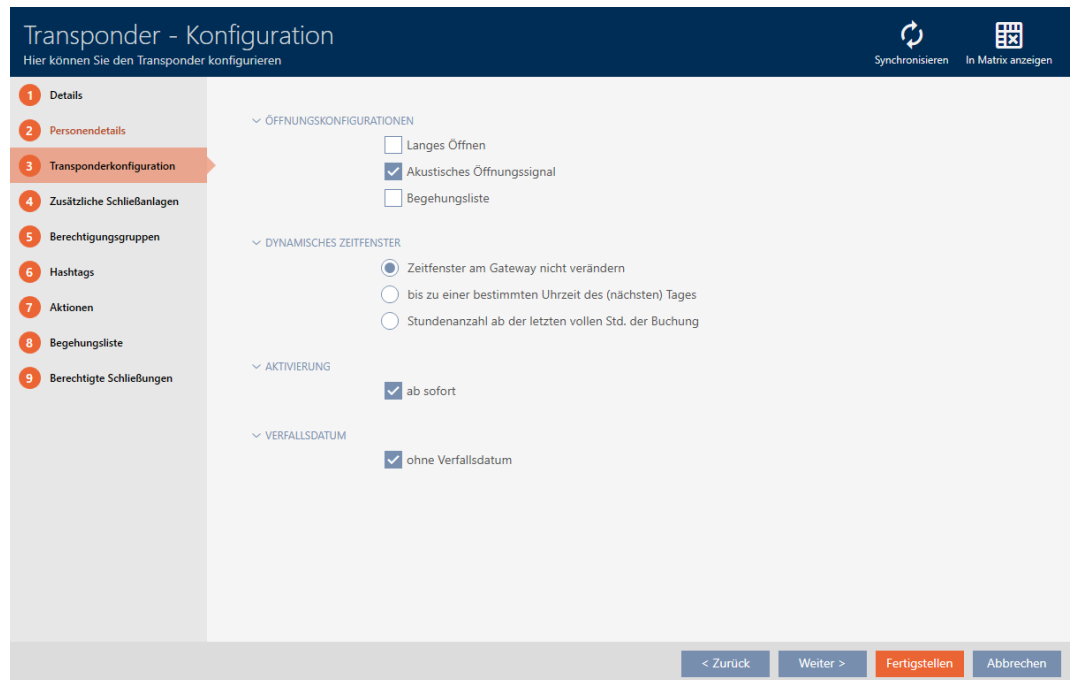 Transponder - Konfiguration
Hier können Sie den Transponder konfigurieren
Synchronisieren
In Matrix anzeigen
1 Details
2 Personendetails
3 Transponderkonfiguration
4 Zusätzliche Schließanlagen
5 Berechtigungsgruppen
6 Hashtags
7 Aktionen
8 Begehungsliste
9 Berechtigte Schließungen
ÖFFNUNGSKONFIGURATIONEN
Langes Öffnen
Akustisches Öffnungssignal
Begehungsliste
DYNAMISCHES ZEITFENSTER
Zeitfenster am Gateway nicht verändern
bis zu einer bestimmten Uhrzeit des (nächsten) Tages
Stundenanzahl ab der letzten vollen Std. der Buchung
AKTIVIERUNG
ab sofort
VERFALLSDATUM
ohne Verfallsdatum
< Zurück
Weiter >
Fertigstellen
Abbrechen